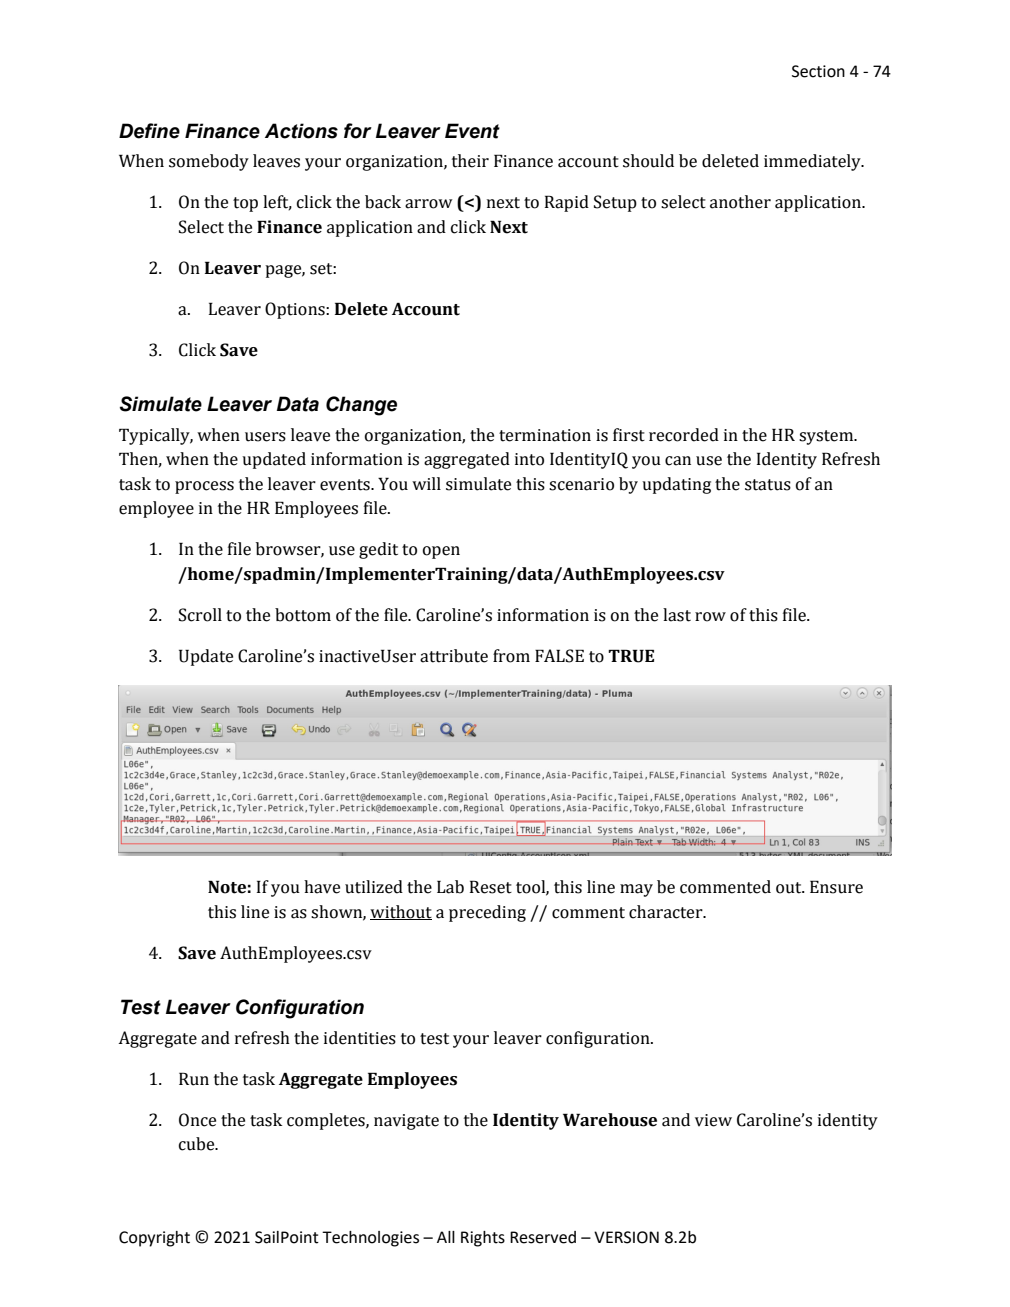 Section 4 - 74
Define Finance Actions for Leaver Event
When somebody leaves your organization, their Finance account should be deleted immediately.
1. On the top left, click the back arrow (<) next to Rapid Setup to select another application.
Select the Finance application and click Next
2. On Leaver page, set:
a. Leaver Options: Delete Account
3. Click Save
Simulate Leaver Data Change
Typically, when users leave the organization, the termination is first recorded in the HR system.
Then, when the updated information is aggregated into IdentityIQ you can use the Identity Refresh
task to process the leaver events. You will simulate this scenario by updating the status of an
employee in the HR Employees file.
1. In the file browser, use gedit to open
/home/spadmin/ImplementerTraining/data/AuthEmployees.csv
2. Scroll to the bottom of the file. Caroline’s information is on the last row of this file.
3. Update Caroline’s inactiveUser attribute from FALSE to TRUE
AuthEmployees.csv (~/ImplementerTraining/data) - Pluma
File Edit View Search Tools Documents Help
Open Save Undo
AuthEmployees.csv ×
L06e",
1c2c3d4e,Grace,Stanley,1c2c3d,Grace.Stanley,Grace.Stanley@demoexample.com,Finance,Asia-Pacific,Taipei,FALSE,Financial Systems Analyst,"R02e,
L06e",
1c2d,Cori,Garrett,1c,Cori.Garrett,Cori.Garrett@demoexample.com,Regional Operations,Asia-Pacific,Taipei,FALSE,Operations Analyst,"R02, L06",
1c2e,Tyler,Petrick,1c,Tyler.Petrick,Tyler.Petrick@demoexample.com,Regional Operations,Asia-Pacific,Tokyo,FALSE,Global Infrastructure
Manager,"R02, L06",
1c2c3d4f,Caroline,Martin,1c2c3d,Caroline.Martin,,Finance,Asia-Pacific,Taipei,TRUE,Financial Systems Analyst,"R02e, L06e",
Plain Text Tab Width: 4 Ln 1, Col 83 INS
Note: If you have utilized the Lab Reset tool, this line may be commented out. Ensure
this line is as shown, without a preceding // comment character.
4. Save AuthEmployees.csv
Test Leaver Configuration
Aggregate and refresh the identities to test your leaver configuration.
1. Run the task Aggregate Employees
2. Once the task completes, navigate to the Identity Warehouse and view Caroline’s identity
cube.
Copyright © 2021 SailPoint Technologies – All Rights Reserved – VERSION 8.2b